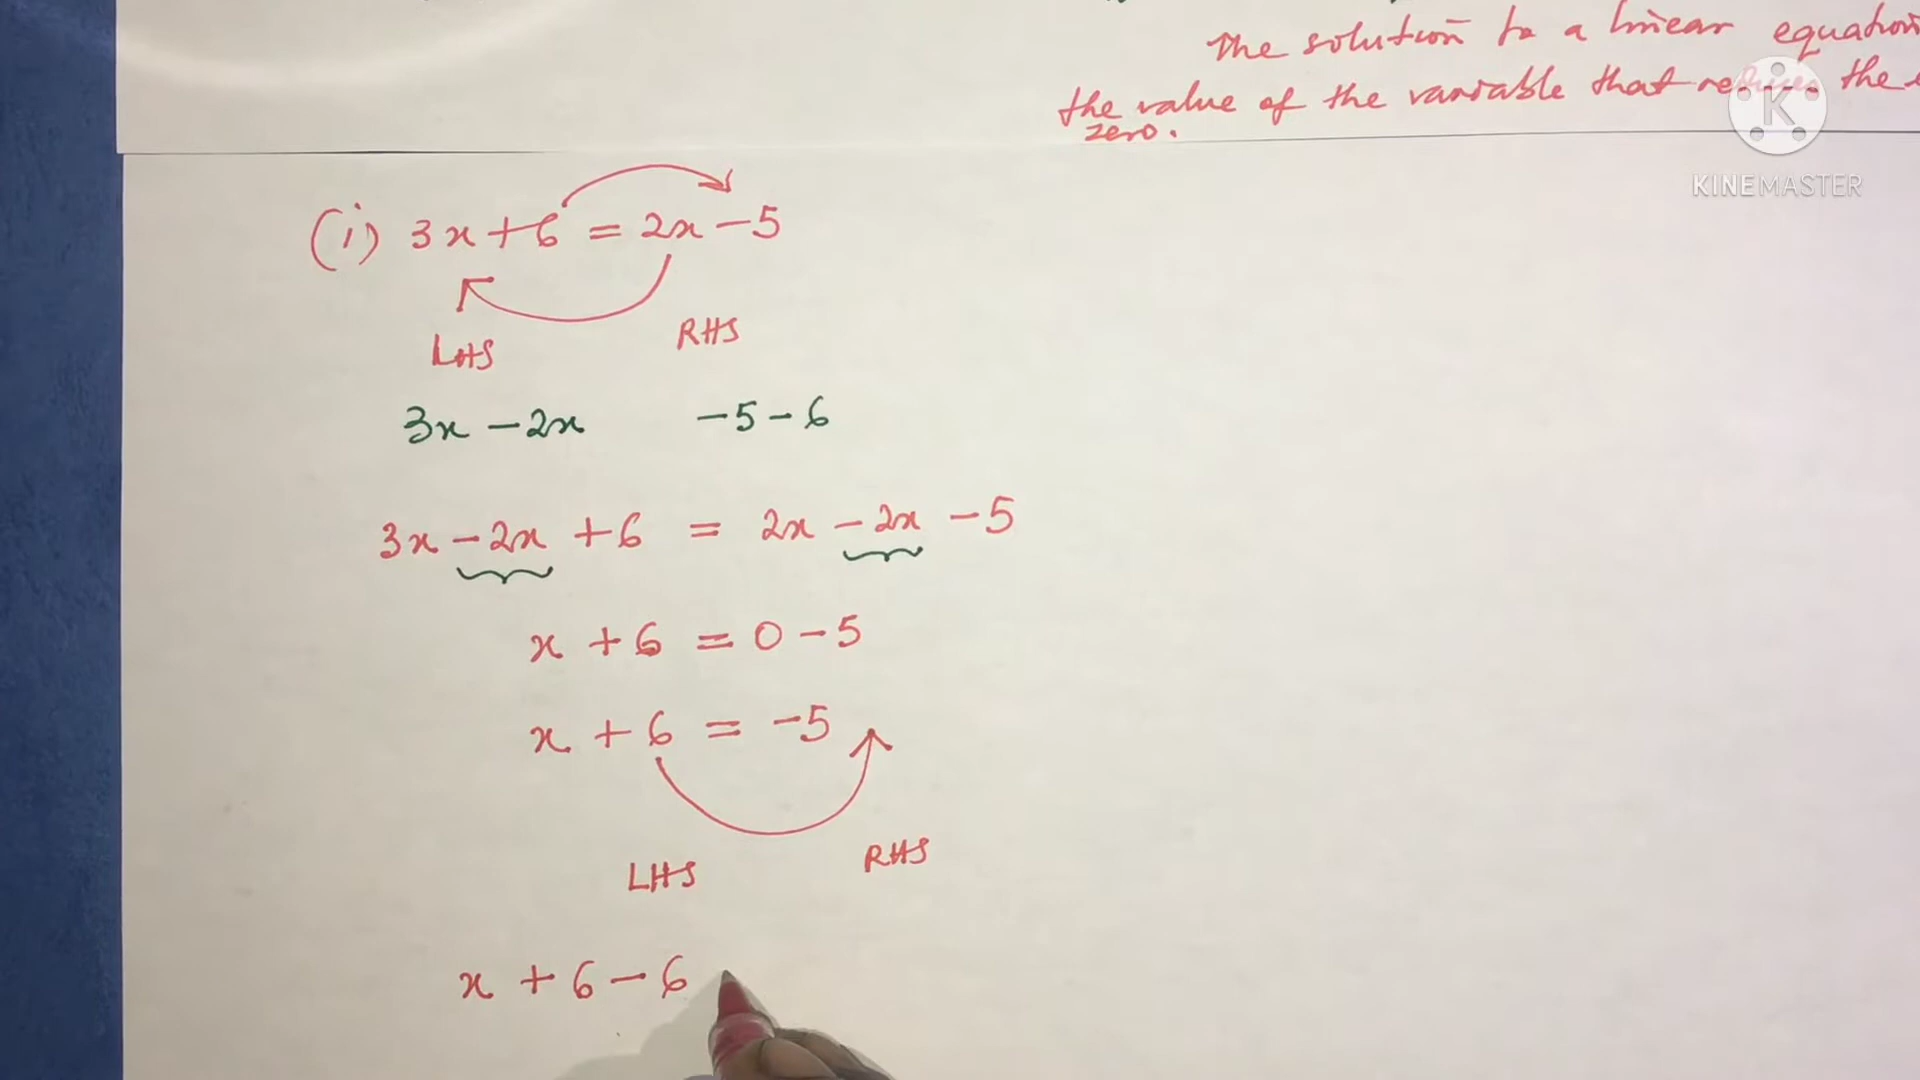 The solution to a linear equation
the value of the variable that reduces the
zero.
K
KINEMASTER
(i) 3x + 6 = 2x - 5
LHS RHS
3x - 2x -5 - 6
3x - 2x + 6 = 2x - 2x - 5
x + 6 = 0 - 5
x + 6 = -5
LHS RHS
x + 6 - 6